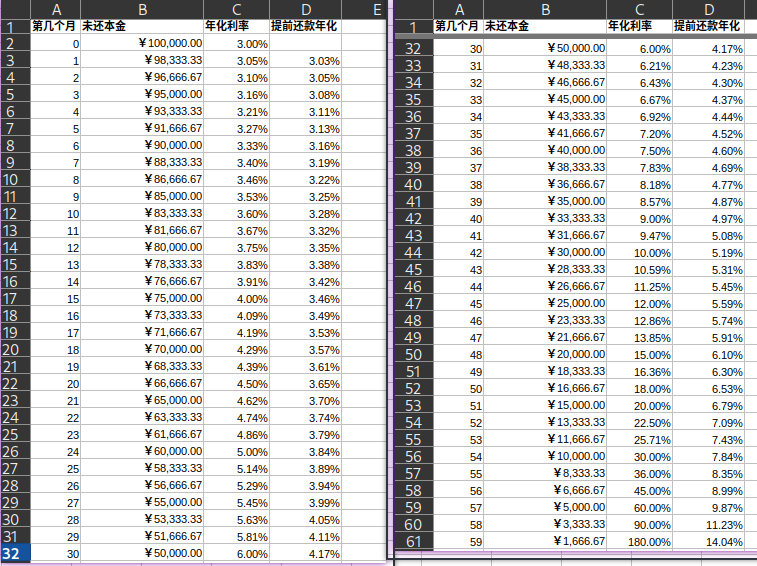 A B C D E
1 第几个月 未还本金 年化利率 提前还款年化
2 0 ￥100,000.00 3.00%
3 1 ￥98,333.33 3.05% 3.03%
4 2 ￥96,666.67 3.10% 3.05%
5 3 ￥95,000.00 3.16% 3.08%
6 4 ￥93,333.33 3.21% 3.11%
7 5 ￥91,666.67 3.27% 3.13%
8 6 ￥90,000.00 3.33% 3.16%
9 7 ￥88,333.33 3.40% 3.19%
10 8 ￥86,666.67 3.46% 3.22%
11 9 ￥85,000.00 3.53% 3.25%
12 10 ￥83,333.33 3.60% 3.28%
13 11 ￥81,666.67 3.67% 3.32%
14 12 ￥80,000.00 3.75% 3.35%
15 13 ￥78,333.33 3.83% 3.38%
16 14 ￥76,666.67 3.91% 3.42%
17 15 ￥75,000.00 4.00% 3.46%
18 16 ￥73,333.33 4.09% 3.49%
19 17 ￥71,666.67 4.19% 3.53%
20 18 ￥70,000.00 4.29% 3.57%
21 19 ￥68,333.33 4.39% 3.61%
22 20 ￥66,666.67 4.50% 3.65%
23 21 ￥65,000.00 4.62% 3.70%
24 22 ￥63,333.33 4.74% 3.74%
25 23 ￥61,666.67 4.86% 3.79%
26 24 ￥60,000.00 5.00% 3.84%
27 25 ￥58,333.33 5.14% 3.89%
28 26 ￥56,666.67 5.29% 3.94%
29 27 ￥55,000.00 5.45% 3.99%
30 28 ￥53,333.33 5.63% 4.05%
31 29 ￥51,666.67 5.81% 4.11%
32 30 ￥50,000.00 6.00% 4.17%
A B C D
1 第几个月 未还本金 年化利率 提前还款年化
32 30 ￥50,000.00 6.00% 4.17%
33 31 ￥48,333.33 6.21% 4.23%
34 32 ￥46,666.67 6.43% 4.30%
35 33 ￥45,000.00 6.67% 4.37%
36 34 ￥43,333.33 6.92% 4.44%
37 35 ￥41,666.67 7.20% 4.52%
38 36 ￥40,000.00 7.50% 4.60%
39 37 ￥38,333.33 7.83% 4.69%
40 38 ￥36,666.67 8.18% 4.77%
41 39 ￥35,000.00 8.57% 4.87%
42 40 ￥33,333.33 9.00% 4.97%
43 41 ￥31,666.67 9.47% 5.08%
44 42 ￥30,000.00 10.00% 5.19%
45 43 ￥28,333.33 10.59% 5.31%
46 44 ￥26,666.67 11.25% 5.45%
47 45 ￥25,000.00 12.00% 5.59%
48 46 ￥23,333.33 12.86% 5.74%
49 47 ￥21,666.67 13.85% 5.91%
50 48 ￥20,000.00 15.00% 6.10%
51 49 ￥18,333.33 16.36% 6.30%
52 50 ￥16,666.67 18.00% 6.53%
53 51 ￥15,000.00 20.00% 6.79%
54 52 ￥13,333.33 22.50% 7.09%
55 53 ￥11,666.67 25.71% 7.43%
56 54 ￥10,000.00 30.00% 7.84%
57 55 ￥8,333.33 36.00% 8.35%
58 56 ￥6,666.67 45.00% 8.99%
59 57 ￥5,000.00 60.00% 9.87%
60 58 ￥3,333.33 90.00% 11.23%
61 59 ￥1,666.67 180.00% 14.04%